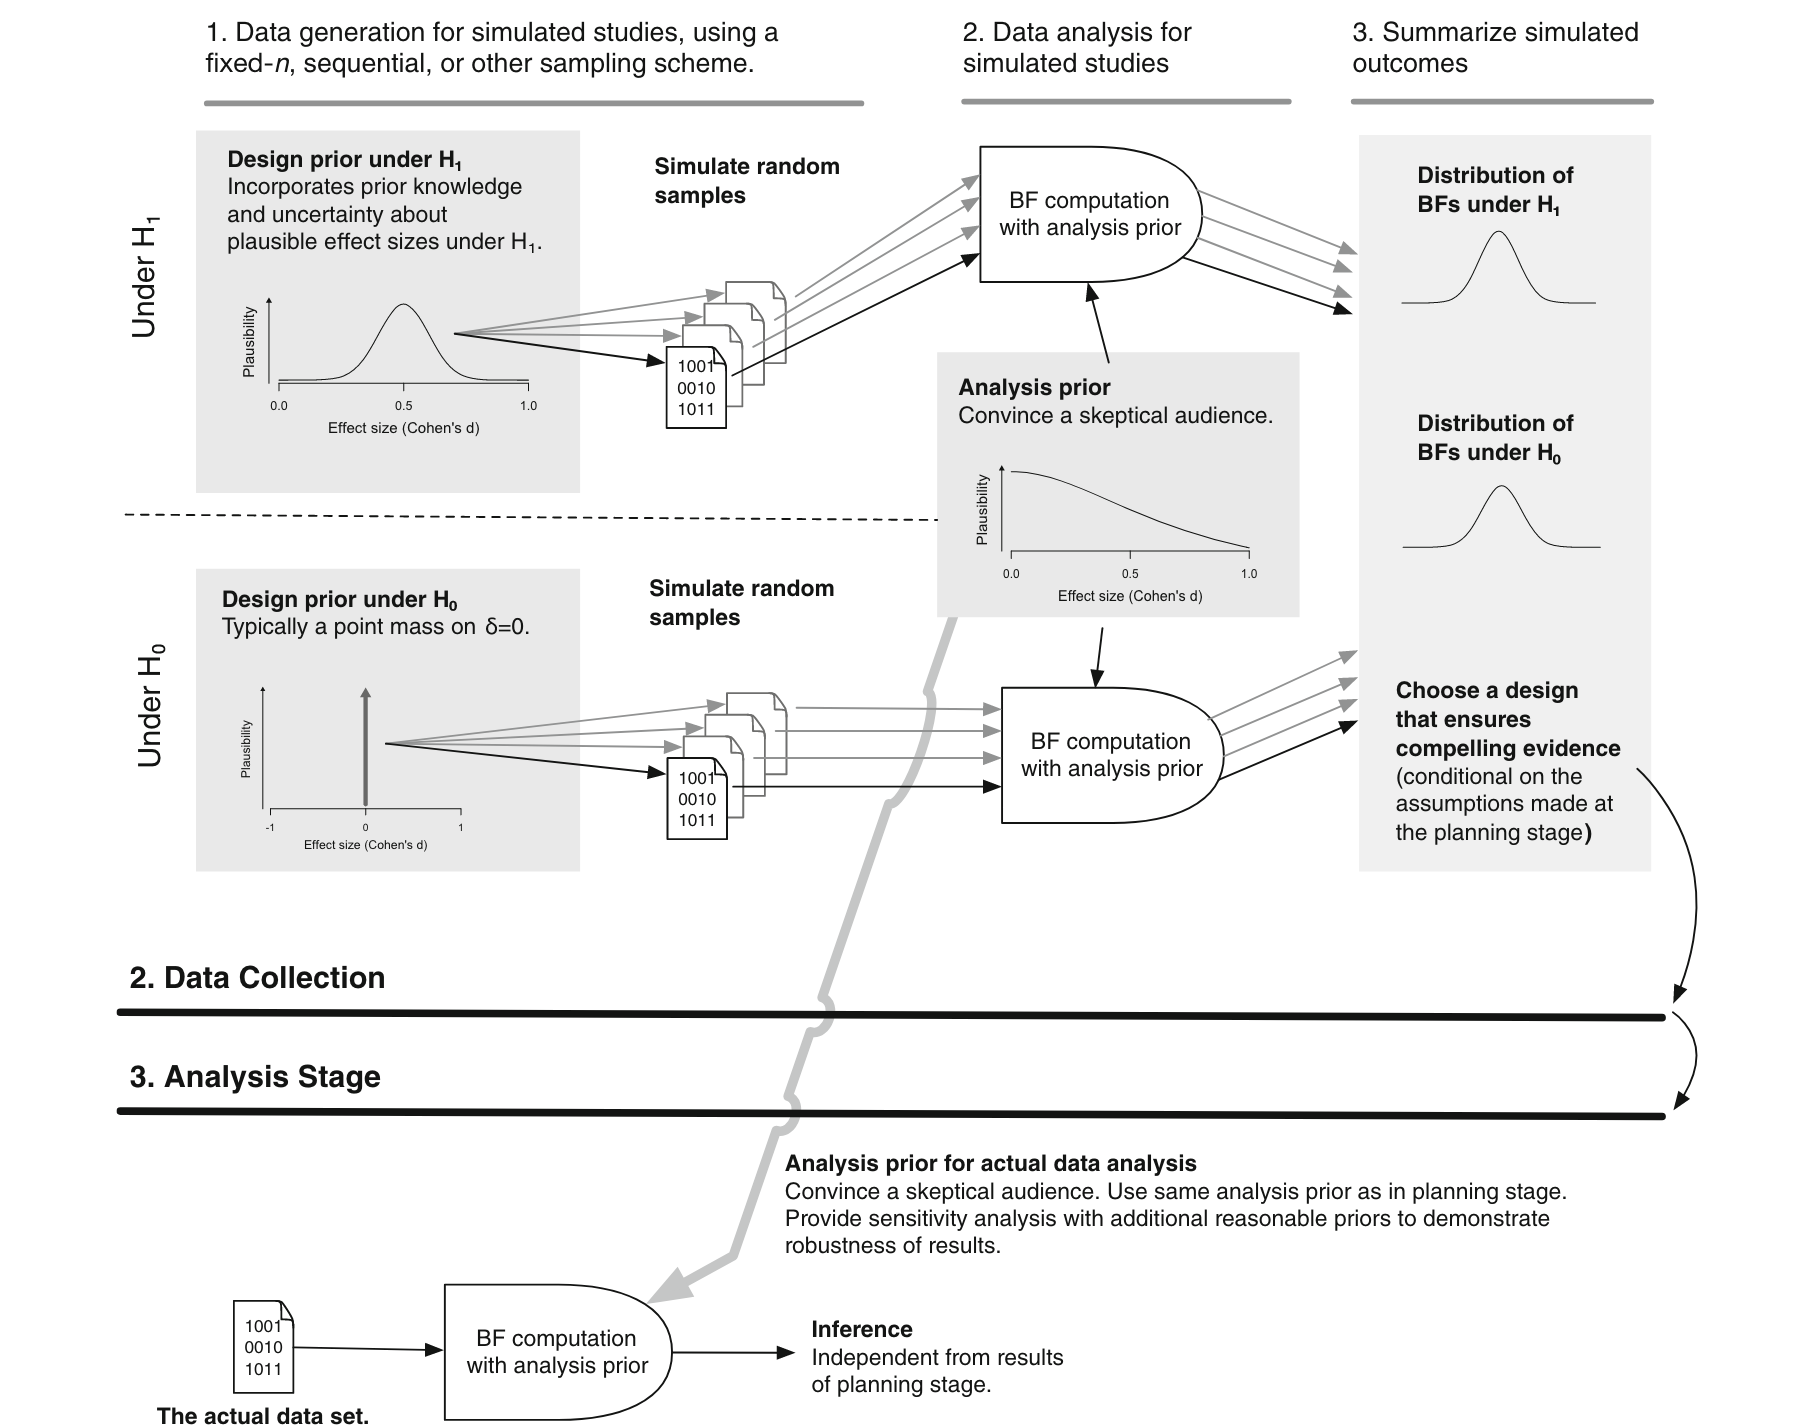 1. Data generation for simulated studies, using a
fixed-n, sequential, or other sampling scheme.
2. Data analysis for
simulated studies
3. Summarize simulated
outcomes
Under H1
Design prior under H1
Incorporates prior knowledge
and uncertainty about
plausible effect sizes under H1.
Plausibility
0.0 0.5 1.0
Effect size (Cohen's d)
Simulate random
samples
1001
0010
1011
BF computation
with analysis prior
Analysis prior
Convince a skeptical audience.
Plausibility
0.0 0.5 1.0
Effect size (Cohen's d)
Distribution of
BFs under H1
Distribution of
BFs under H0
Under H0
Design prior under H0
Typically a point mass on δ=0.
Plausibility
-1 0 1
Effect size (Cohen's d)
Simulate random
samples
1001
0010
1011
BF computation
with analysis prior
Choose a design
that ensures
compelling evidence
(conditional on the
assumptions made at
the planning stage)
2. Data Collection
3. Analysis Stage
Analysis prior for actual data analysis
Convince a skeptical audience. Use same analysis prior as in planning stage.
Provide sensitivity analysis with additional reasonable priors to demonstrate
robustness of results.
1001
0010
1011
The actual data set.
BF computation
with analysis prior
Inference
Independent from results
of planning stage.